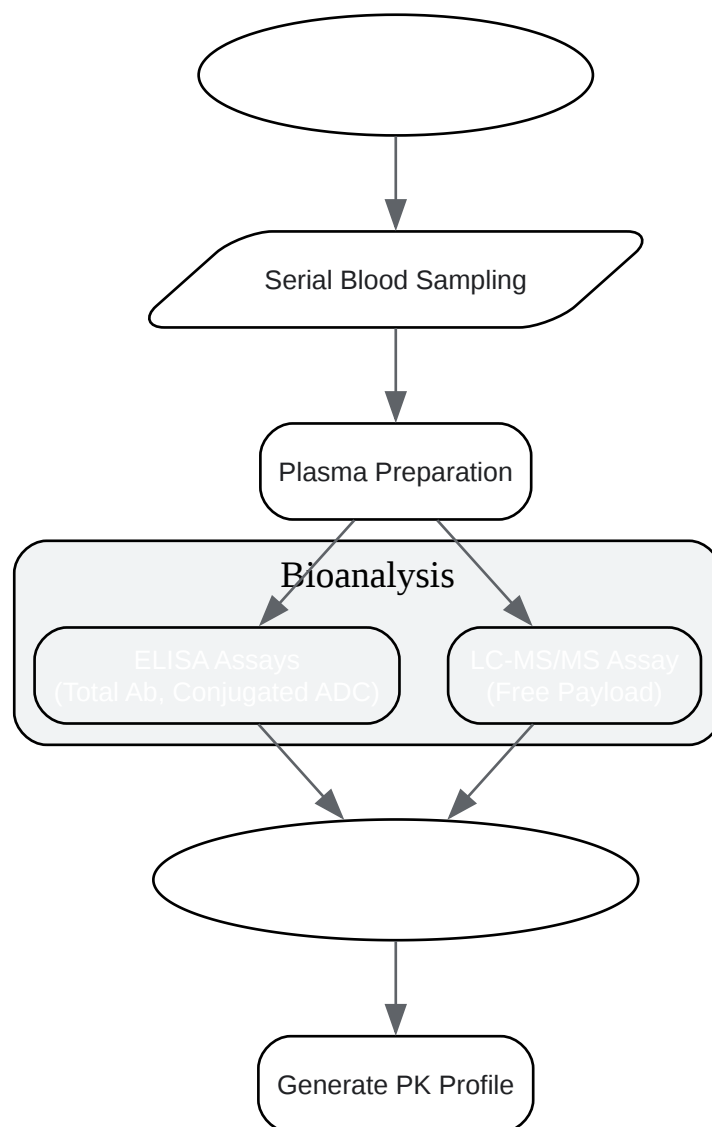 Serial Blood Sampling
Plasma Preparation
Bioanalysis
ELISA Assays
(Total Ab, Conjugated ADC)
LC-MS/MS Assay
(Free Payload)
Generate PK Profile